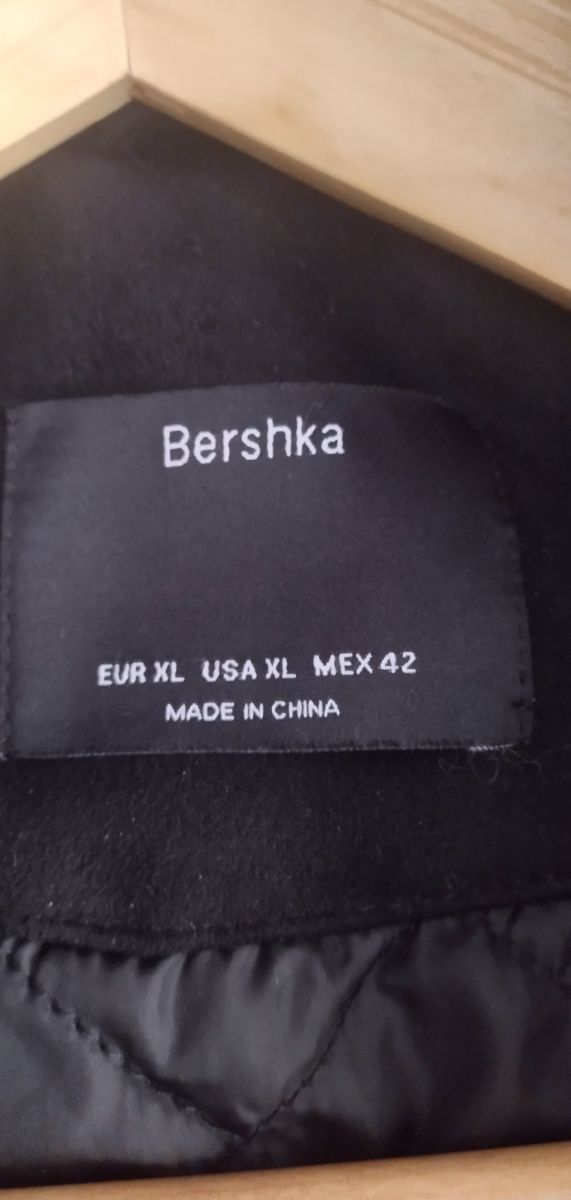 Bershka
EUR XL USA XL MEX 42
MADE IN CHINA